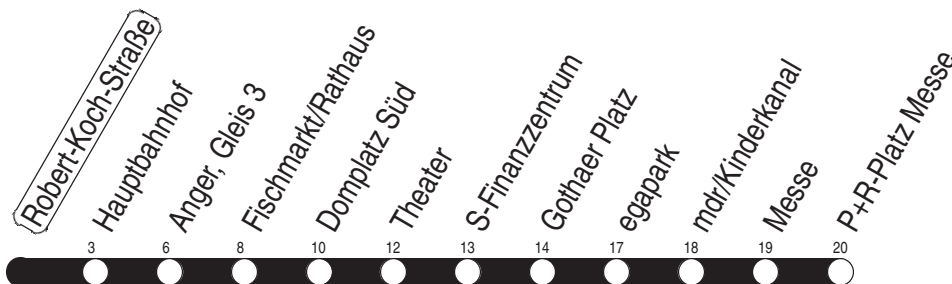 Robert-Koch-Straße
Hauptbahnhof
Anger, Gleis 3
Fischmarkt/Rathaus
Domplatz Süd
Theater
S-Finanzzentrum
Gothaer Platz
egapark
mdr/Kinderkanal
Messe
P+R-Platz Messe
3 6 8 10 12 13 14 17 18 19 20